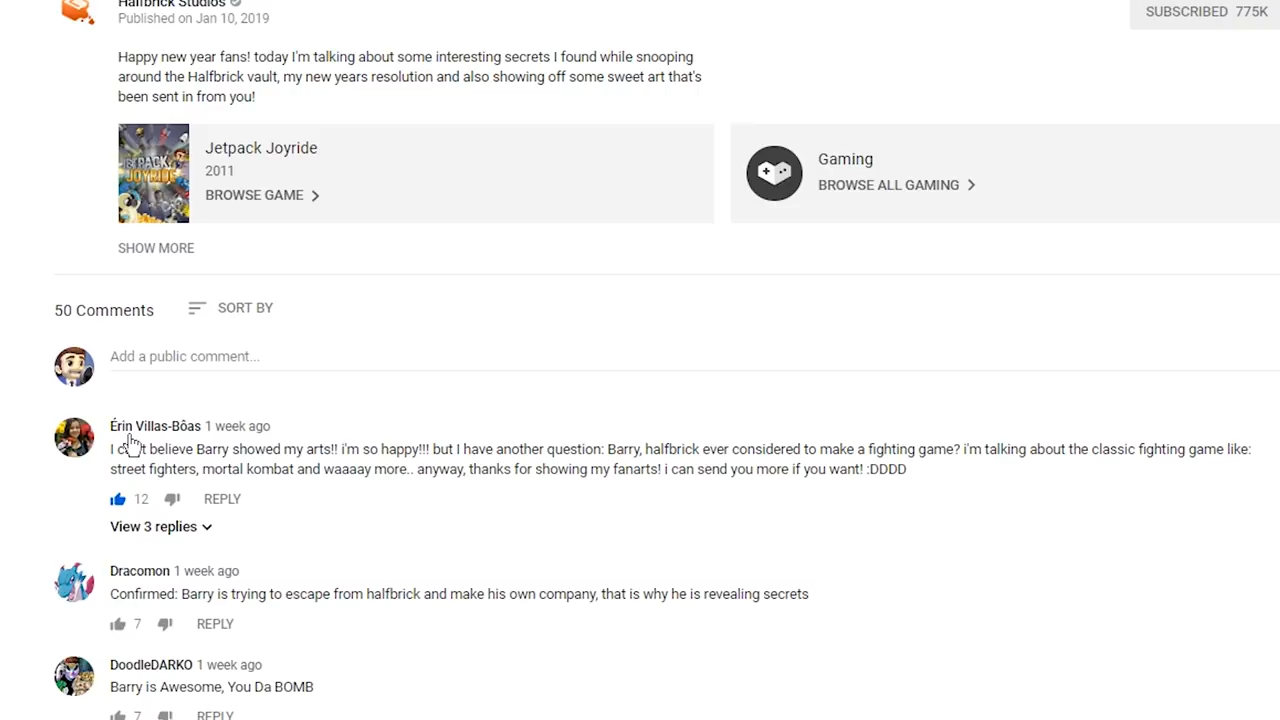 Halfbrick Studios
Published on Jan 10, 2019
SUBSCRIBED 775K
Happy new year fans! today I'm talking about some interesting secrets I found while snooping
around the Halfbrick vault, my new years resolution and also showing off some sweet art that's
been sent in from you!
JETPACK
JOYRIDE
Jetpack Joyride
2011
BROWSE GAME
Gaming
BROWSE ALL GAMING
SHOW MORE
50 Comments
SORT BY
Add a public comment...
Érin Villas-Bôas 1 week ago
I believe Barry showed my arts!! i'm so happy!!! but I have another question: Barry, halfbrick ever considered to make a fighting game? i'm talking about the classic fighting game like:
street fighters, mortal kombat and waaaay more.. anyway, thanks for showing my fanarts! i can send you more if you want! :DDDD
12 REPLY
View 3 replies
Dracomon 1 week ago
Confirmed: Barry is trying to escape from halfbrick and make his own company, that is why he is revealing secrets
7 REPLY
DoodleDARKO 1 week ago
Barry is Awesome, You Da BOMB
7 REPLY